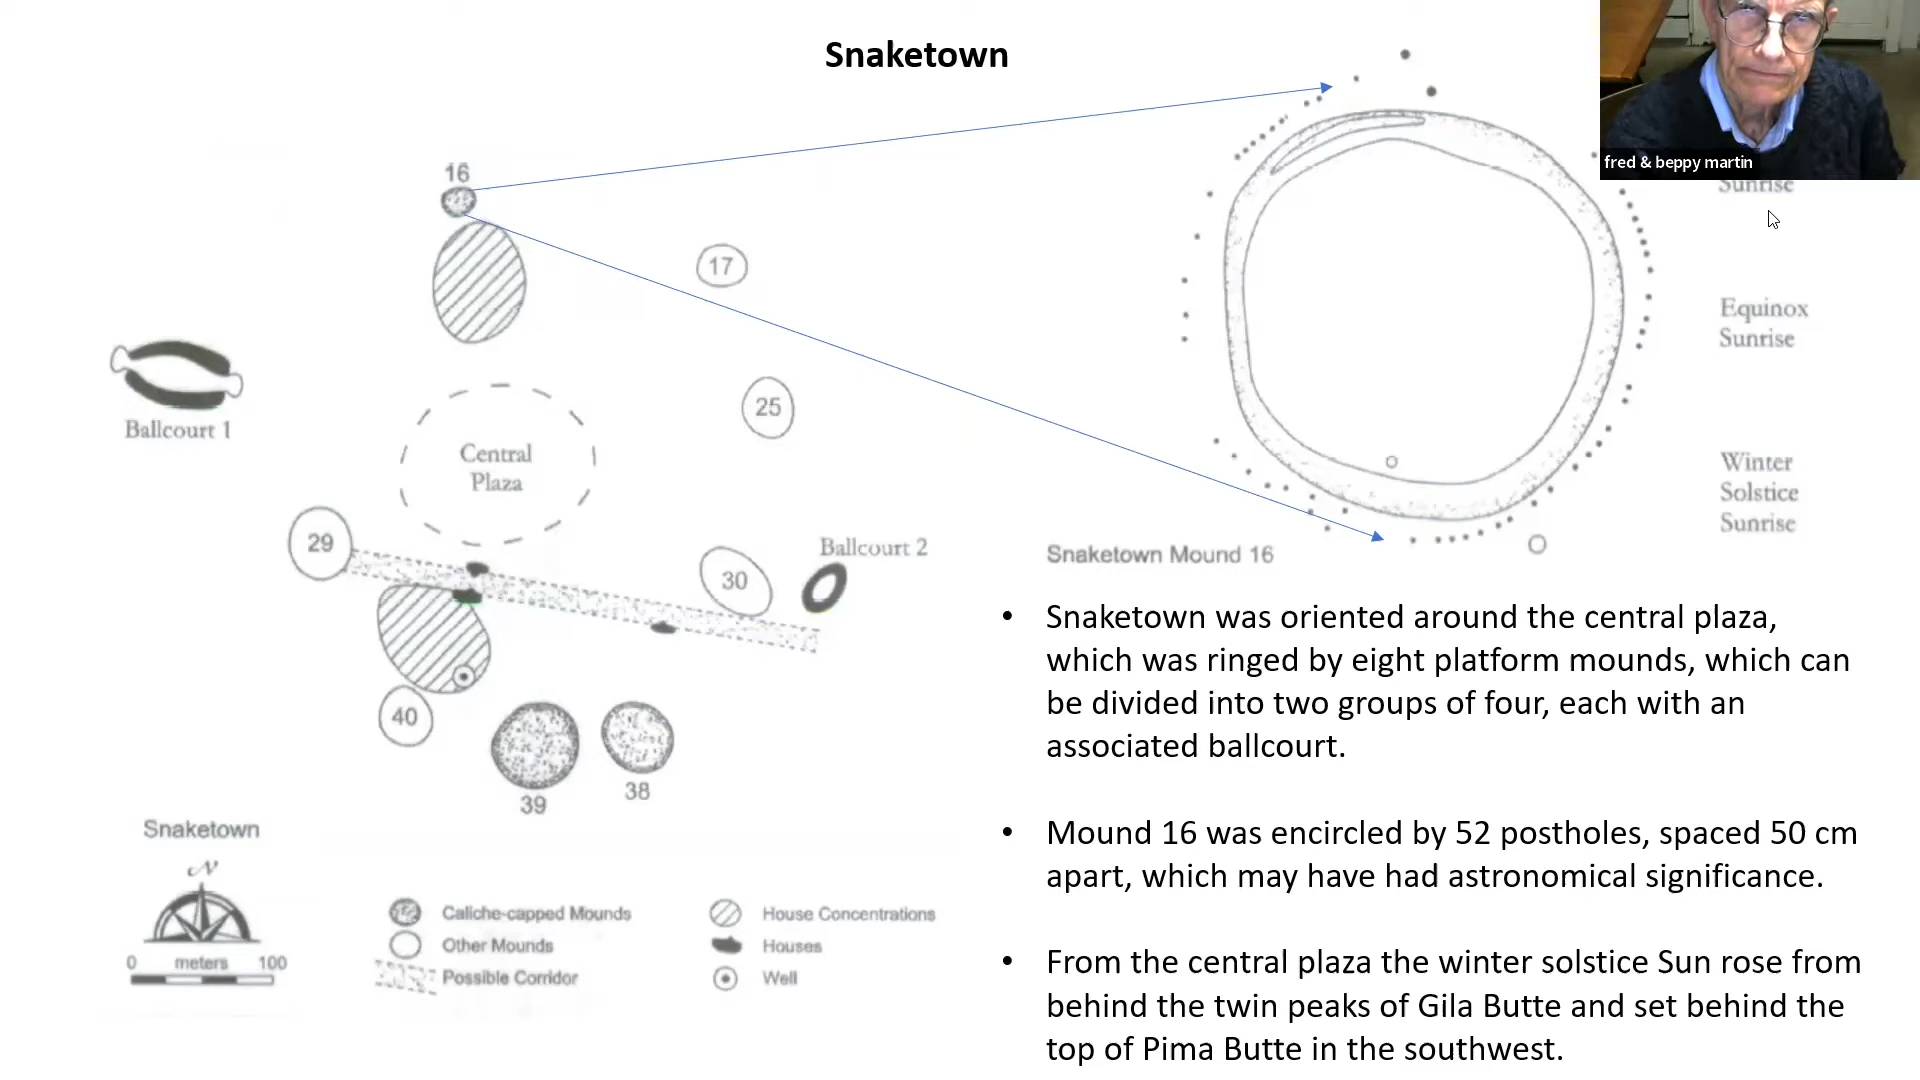 Snaketown
fred & beppy martin
16
Sunrise
17
Equinox
Sunrise
25
Ballcourt 1
Central
Plaza
Winter
Solstice
Sunrise
29
Ballcourt 2
30
Snaketown Mound 16
40
39
38
• Snaketown was oriented around the central plaza,
which was ringed by eight platform mounds, which can
be divided into two groups of four, each with an
associated ballcourt.
• Mound 16 was encircled by 52 postholes, spaced 50 cm
apart, which may have had astronomical significance.
• From the central plaza the winter solstice Sun rose from
behind the twin peaks of Gila Butte and set behind the
top of Pima Butte in the southwest.
Snaketown
N
0 meters 100
Caliche-capped Mounds
Other Mounds
Possible Corridor
House Concentrations
Houses
Well